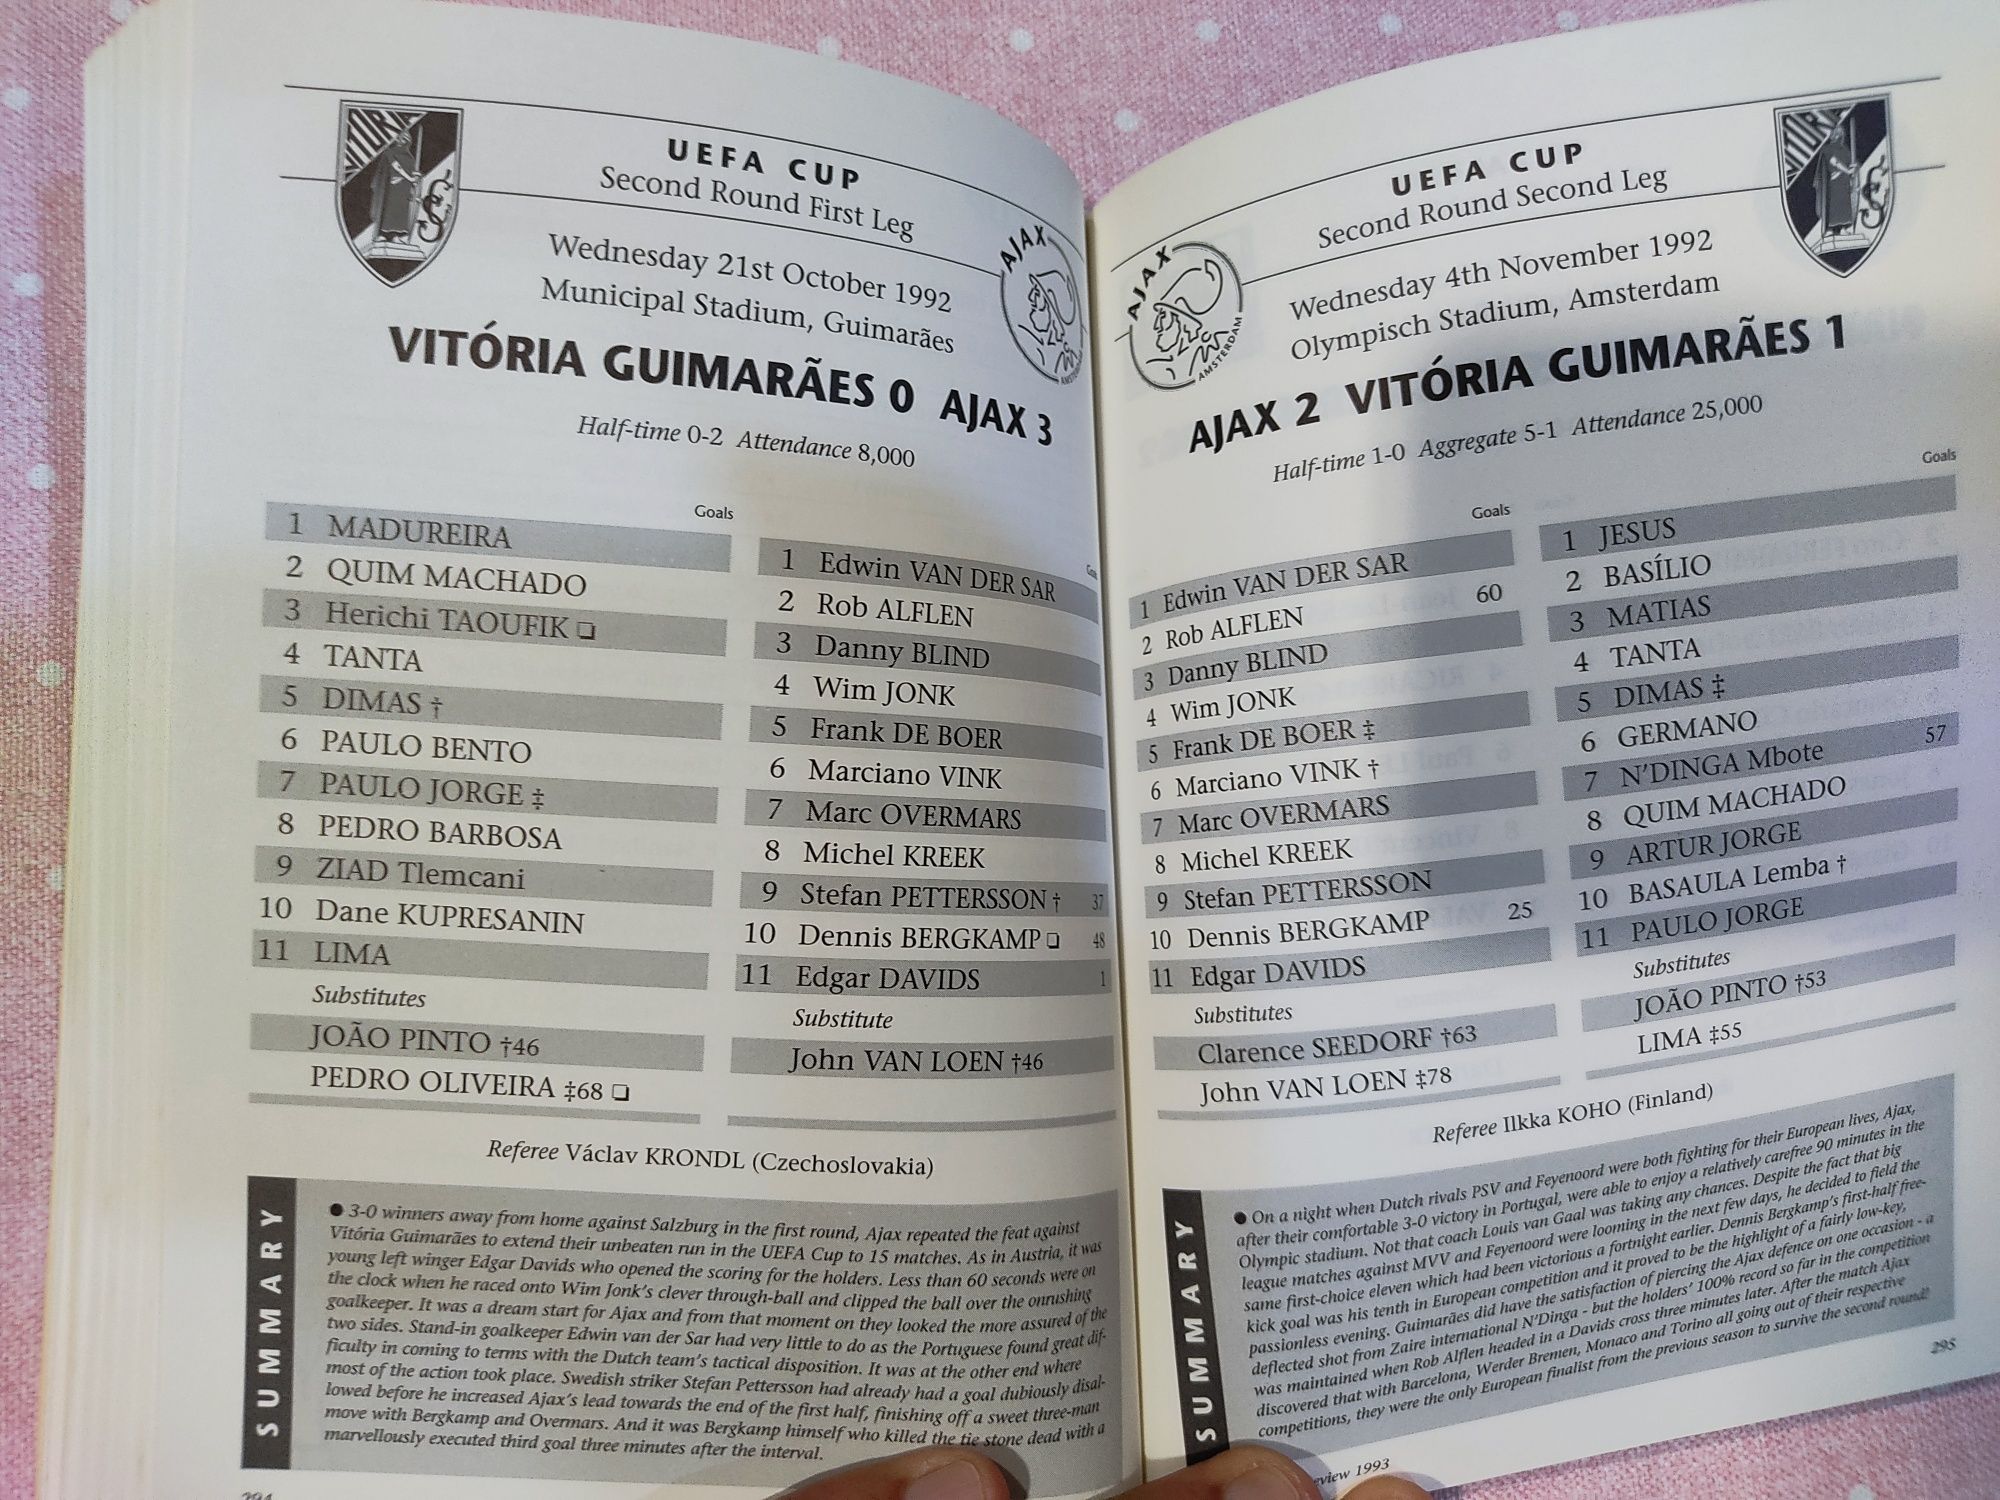 VITÓRIA
UEFA CUP
Second Round First Leg
AJAX
Wednesday 21st October 1992
Municipal Stadium, Guimarães
VITÓRIA GUIMARÃES 0 AJAX 3
Half-time 0-2 Attendance 8,000
Goals
1 MADUREIRA
2 QUIM MACHADO
3 Herichi TAOUFIK ❏
4 TANTA
5 DIMAS †
6 PAULO BENTO
7 PAULO JORGE ‡
8 PEDRO BARBOSA
9 ZIAD Tlemcani
10 Dane KUPRESANIN
11 LIMA
Substitutes
JOÃO PINTO †46
PEDRO OLIVEIRA ‡68 ❏
1 Edwin VAN DER SAR
2 Rob ALFLEN
3 Danny BLIND
4 Wim JONK
5 Frank DE BOER
6 Marciano VINK
7 Marc OVERMARS
8 Michel KREEK
9 Stefan PETTERSSON † 37
10 Dennis BERGKAMP ❏ 48
11 Edgar DAVIDS 1
Substitute
John VAN LOEN †46
Referee Václav KRONDL (Czechoslovakia)
SUMMARY
● 3-0 winners away from home against Salzburg in the first round, Ajax repeated the feat against
Vitória Guimarães to extend their unbeaten run in the UEFA Cup to 15 matches. As in Austria, it was
young left winger Edgar Davids who opened the scoring for the holders. Less than 60 seconds were on
the clock when he raced onto Wim Jonk's clever through-ball and clipped the ball over the onrushing
goalkeeper. It was a dream start for Ajax and from that moment on they looked the more assured of the
two sides. Stand-in goalkeeper Edwin van der Sar had very little to do as the Portuguese found great dif-
ficulty in coming to terms with the Dutch team's tactical disposition. It was at the other end where
most of the action took place. Swedish striker Stefan Pettersson had already had a goal dubiously disal-
lowed before he increased Ajax's lead towards the end of the first half, finishing off a sweet three-man
move with Bergkamp and Overmars. And it was Bergkamp himself who killed the tie stone dead with a
marvellously executed third goal three minutes after the interval.
294
UEFA CUP
Second Round Second Leg
AJAX
AMSTERDAM
Wednesday 4th November 1992
Olympisch Stadium, Amsterdam
AJAX 2 VITÓRIA GUIMARÃES 1
Half-time 1-0 Aggregate 5-1 Attendance 25,000
Goals
1 Edwin VAN DER SAR
2 Rob ALFLEN 60
3 Danny BLIND
4 Wim JONK
5 Frank DE BOER ‡
6 Marciano VINK †
7 Marc OVERMARS
8 Michel KREEK
9 Stefan PETTERSSON
10 Dennis BERGKAMP 25
11 Edgar DAVIDS
Substitutes
Clarence SEEDORF †63
John VAN LOEN ‡78
Goals
1 JESUS
2 BASÍLIO
3 MATIAS
4 TANTA
5 DIMAS ‡
6 GERMANO
7 N'DINGA Mbote 57
8 QUIM MACHADO
9 ARTUR JORGE
10 BASAULA Lemba †
11 PAULO JORGE
Substitutes
JOÃO PINTO †53
LIMA ‡55
Referee Ilkka KOHO (Finland)
SUMMARY
● On a night when Dutch rivals PSV and Feyenoord were both fighting for their European lives, Ajax,
after their comfortable 3-0 victory in Portugal, were able to enjoy a relatively carefree 90 minutes in the
Olympic stadium. Not that coach Louis van Gaal was taking any chances. Despite the fact that big
league matches against MVV and Feyenoord were looming in the next few days, he decided to field the
same first-choice eleven which had been victorious a fortnight earlier. Dennis Bergkamp's first-half free-
kick goal was his tenth in European competition and it proved to be the highlight of a fairly low-key,
passionless evening. Guimarães did have the satisfaction of piercing the Ajax defence on one occasion - a
deflected shot from Zaire international N'Dinga - but the holders' 100% record so far in the competition
was maintained when Rob Alflen headed in a Davids cross three minutes later. After the match Ajax
discovered that with Barcelona, Werder Bremen, Monaco and Torino all going out of their respective
competitions, they were the only European finalist from the previous season to survive the second round!
295
eview 1993